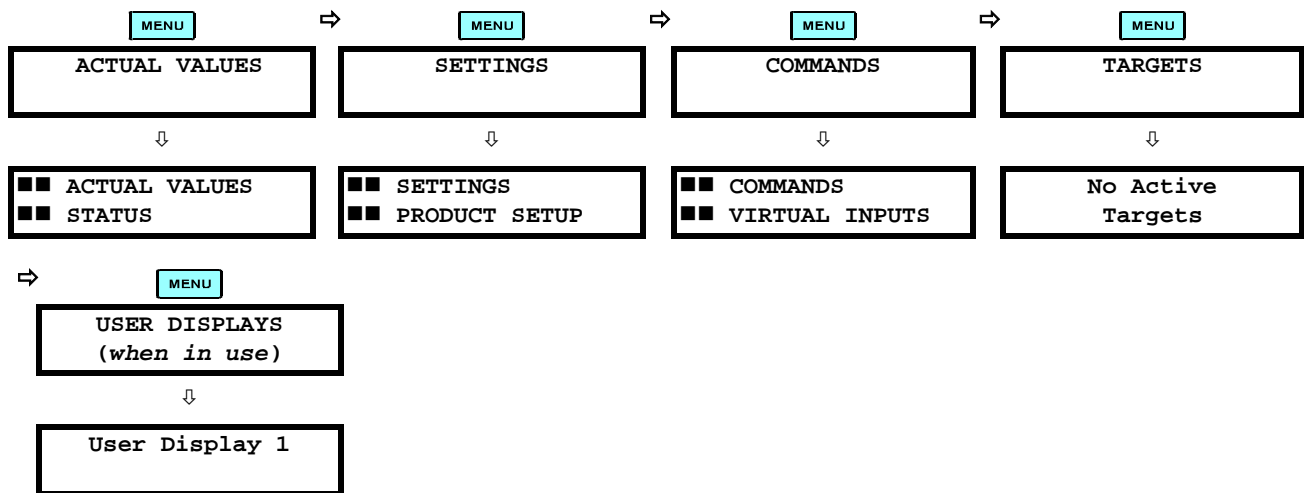 MENU MENU MENU MENU
ACTUAL VALUES SETTINGS COMMANDS TARGETS
ACTUAL VALUES SETTINGS COMMANDS No Active
STATUS PRODUCT SETUP VIRTUAL INPUTS Targets
MENU
USER DISPLAYS
(when in use)
User Display 1